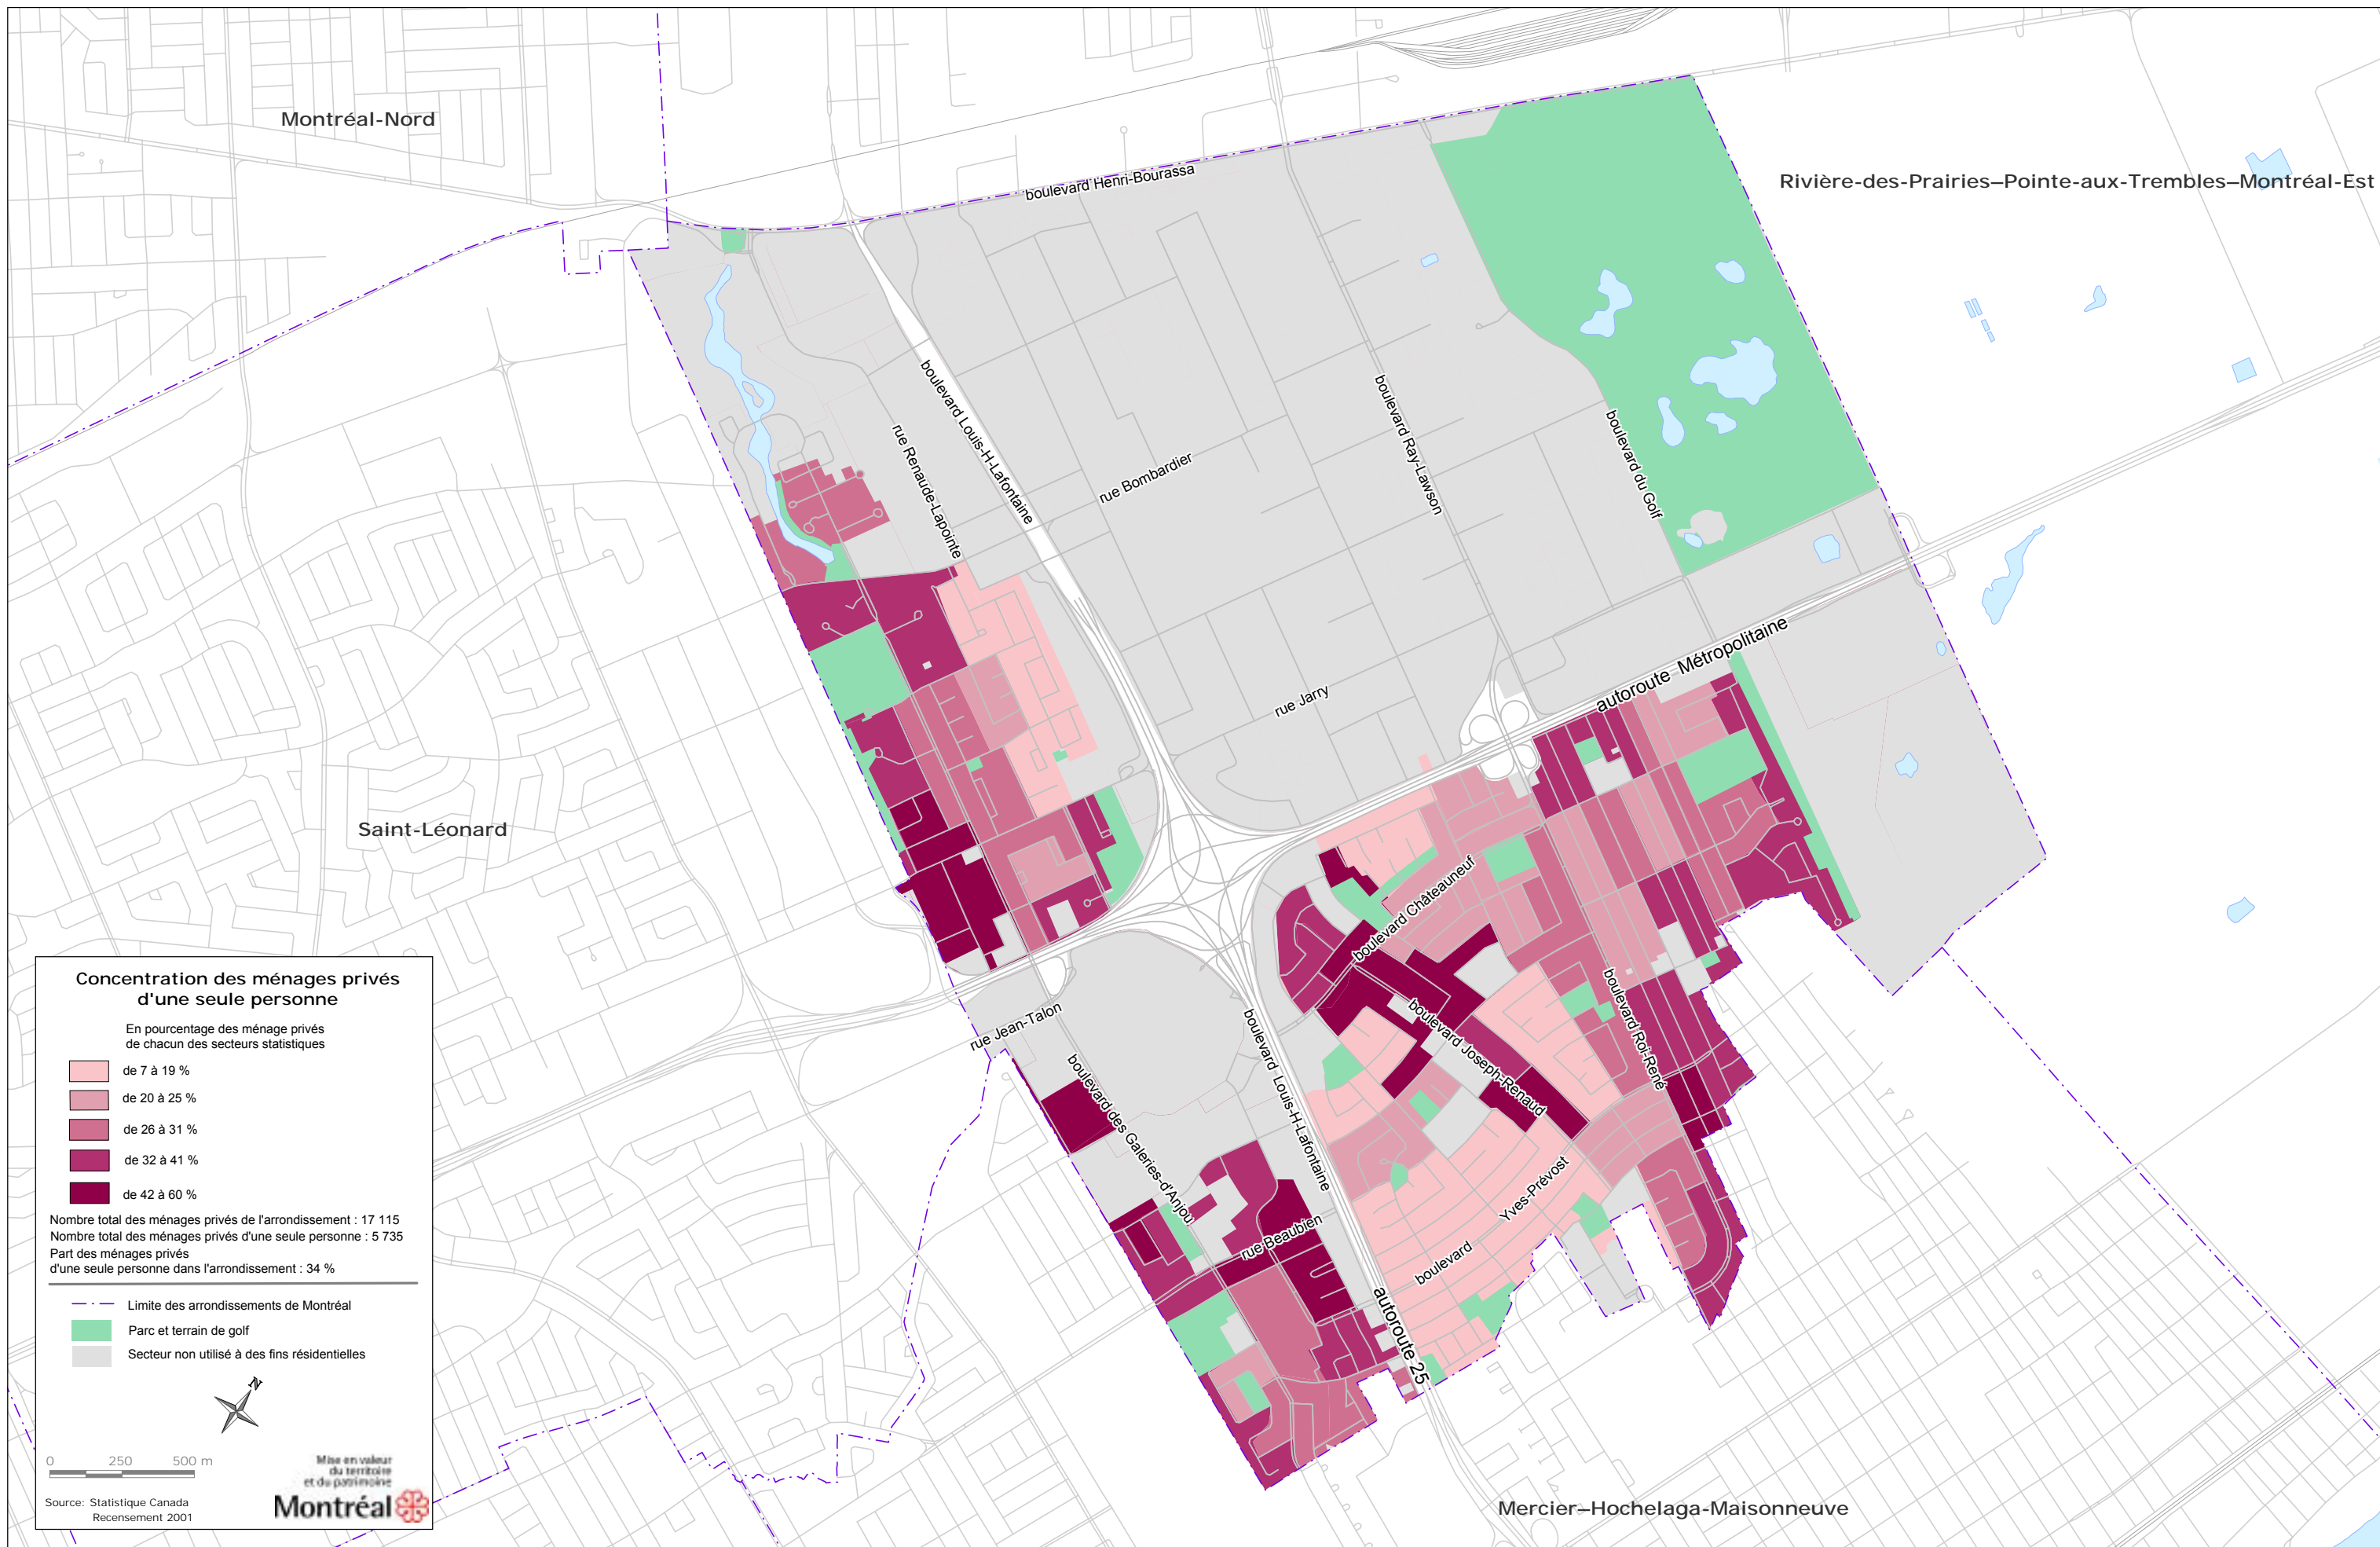 Montréal-Nord
Rivière-des-Prairies–Pointe-aux-Trembles–Montréal-Est
boulevard Henri-Bourassa
boulevard Louis-H-Lafontaine
rue Renaude-Lapointe
rue Bombardier
boulevard Ray-Lawson
boulevard du Golf
rue Jarry
autoroute Métropolitaine
Saint-Léonard
boulevard Châteauneuf
boulevard Joseph-Renaud
boulevard Roi-René
rue Jean-Talon
boulevard des Galeries-d'Anjou
boulevard Louis-H-Lafontaine
rue Beaubien
boulevard
Yves-Prévost
autoroute 25
Mercier–Hochelaga-Maisonneuve
Concentration des ménages privés
d'une seule personne
En pourcentage des ménage privés
de chacun des secteurs statistiques
de 7 à 19 %
de 20 à 25 %
de 26 à 31 %
de 32 à 41 %
de 42 à 60 %
Nombre total des ménages privés de l'arrondissement : 17 115
Nombre total des ménages privés d'une seule personne : 5 735
Part des ménages privés
d'une seule personne dans l'arrondissement : 34 %
Limite des arrondissements de Montréal
Parc et terrain de golf
Secteur non utilisé à des fins résidentielles
N
0 250 500 m
Mise en valeur
du territoire
et du patrimoine
Montréal
Source: Statistique Canada
Recensement 2001